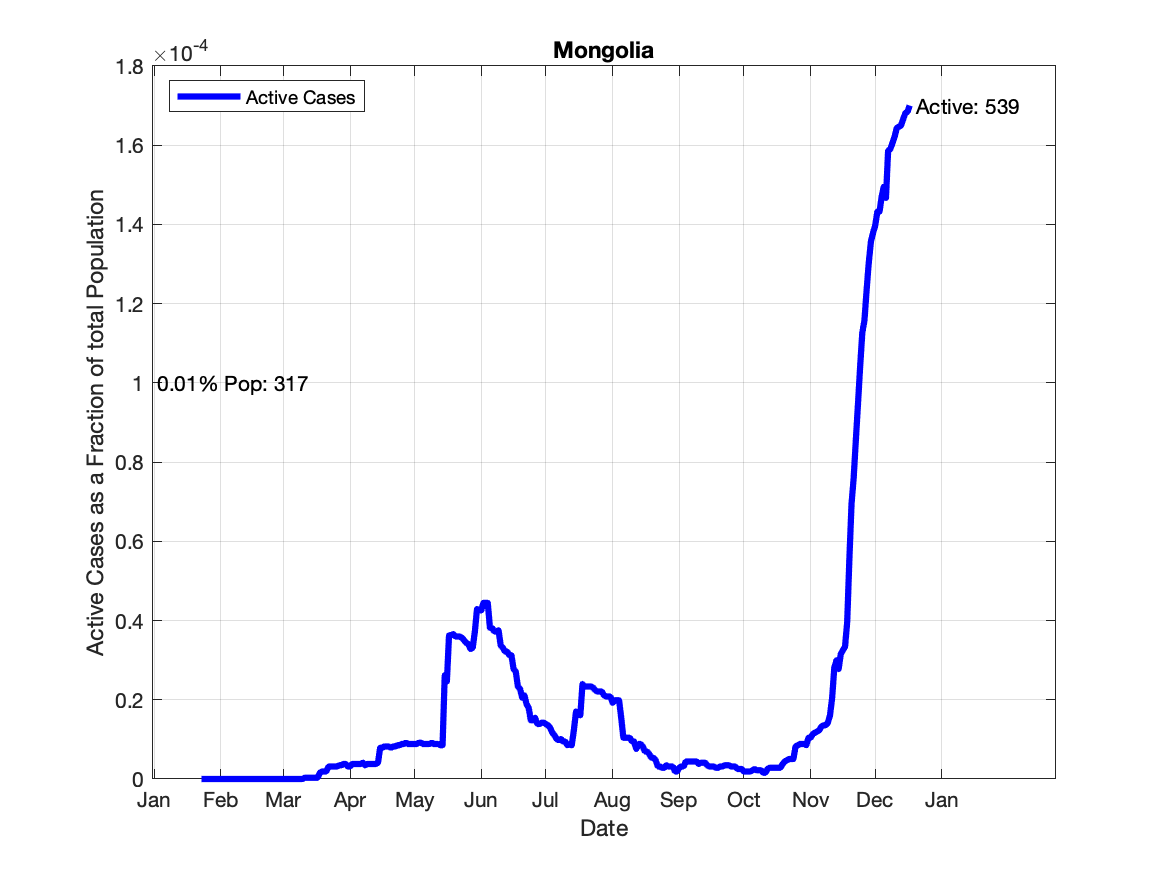 Mongolia
×10-4
1.8
1.6
1.4
1.2
1
0.8
0.6
0.4
0.2
0
Active Cases as a Fraction of total Population
Active Cases
Active: 539
0.01% Pop: 317
Jan Feb Mar Apr May Jun Jul Aug Sep Oct Nov Dec Jan
Date